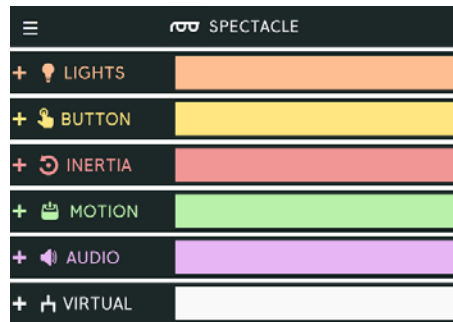 SPECTACLE
+ LIGHTS
+ BUTTON
+ INERTIA
+ MOTION
+ AUDIO
+ VIRTUAL